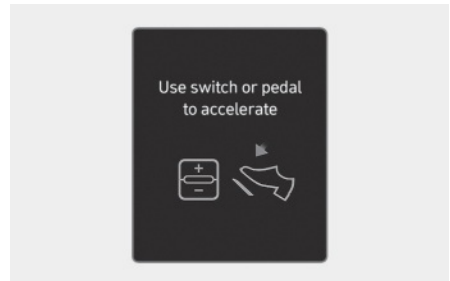 Use switch or pedal
to accelerate
+
−